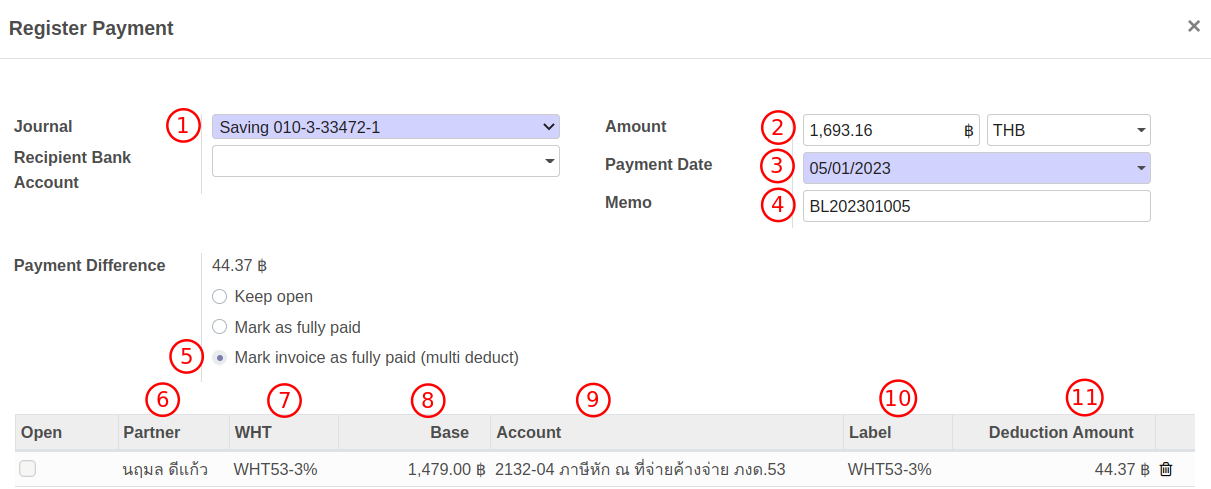 Register Payment ×
Journal 1 Saving 010-3-33472-1 Amount 2 1,693.16 ฿ THB
Recipient Bank Account Payment Date 3 05/01/2023
Memo 4 BL202301005
Payment Difference 44.37 ฿
Keep open
Mark as fully paid
5 Mark invoice as fully paid (multi deduct)
6 7 8 9 10 11
Open Partner WHT Base Account Label Deduction Amount
นฤมล ดีแก้ว WHT53-3% 1,479.00 ฿ 2132-04 ภาษีหัก ณ ที่จ่ายค้างจ่าย ภงด.53 WHT53-3% 44.37 ฿